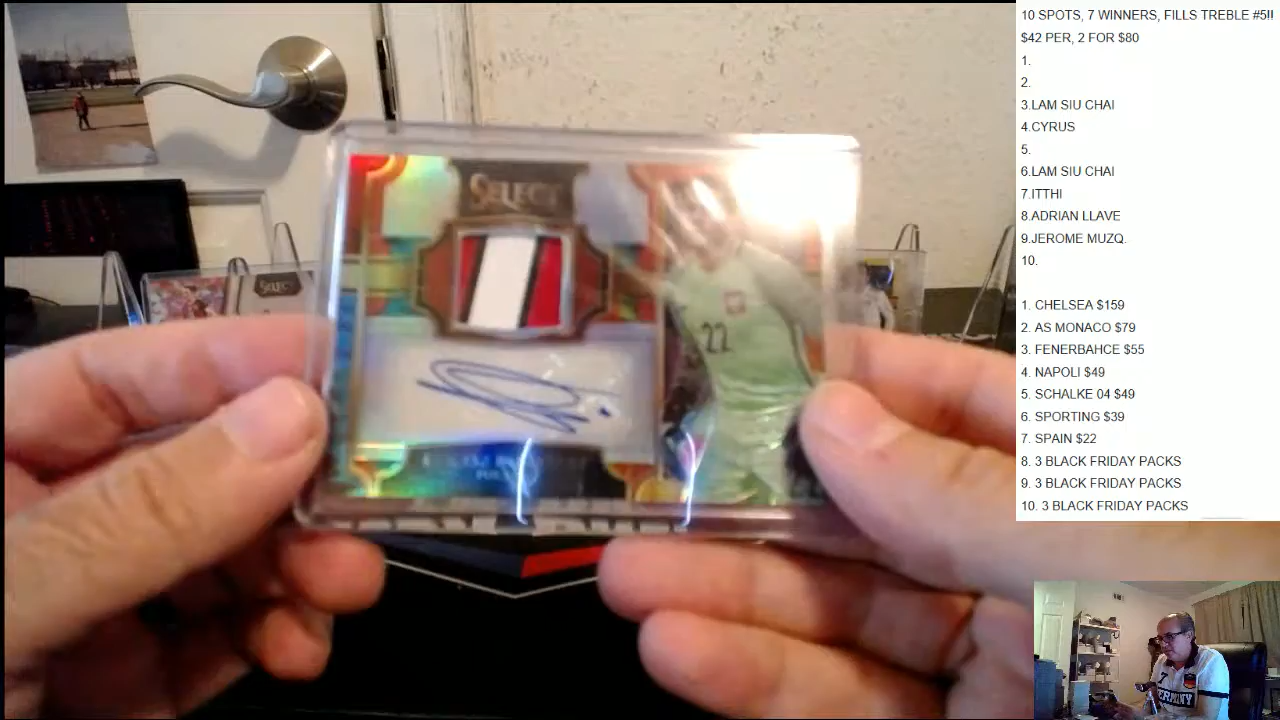 10 SPOTS, 7 WINNERS, FILLS TREBLE #5!!
$42 PER, 2 FOR $80
1.
2.
3.LAM SIU CHAI
4.CYRUS
5.
6.LAM SIU CHAI
7.ITTHI
8.ADRIAN LLAVE
9.JEROME MUZQ.
10.
1. CHELSEA $159
2. AS MONACO $79
3. FENERBAHCE $55
4. NAPOLI $49
5. SCHALKE 04 $49
6. SPORTING $39
7. SPAIN $22
8. 3 BLACK FRIDAY PACKS
9. 3 BLACK FRIDAY PACKS
10. 3 BLACK FRIDAY PACKS
SELECT
22
SELECT
7